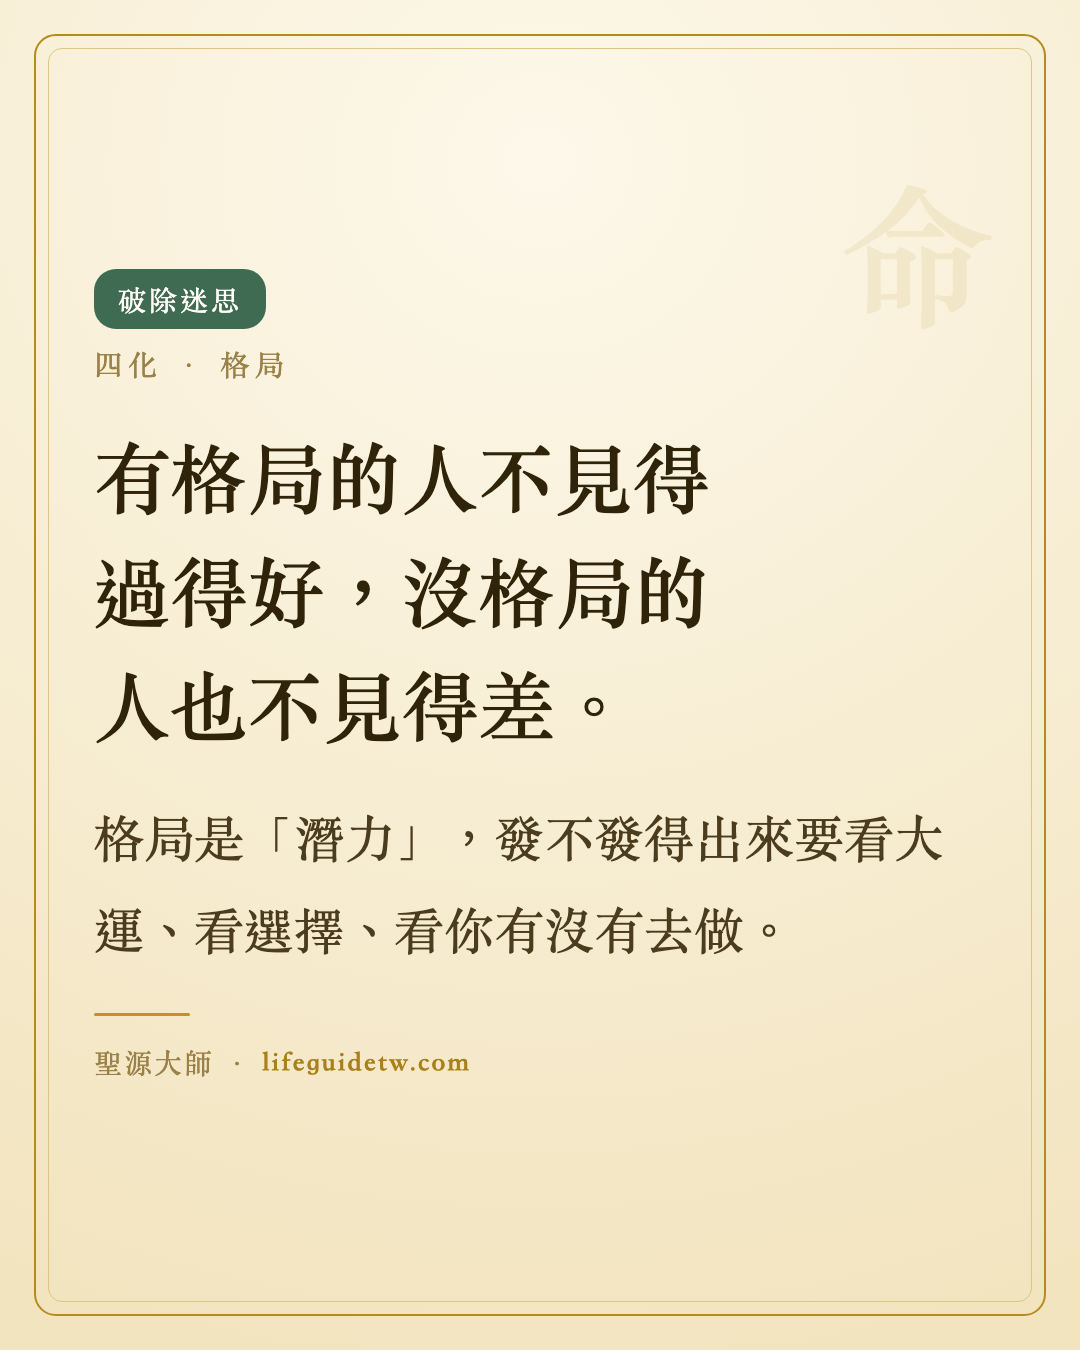 命
破除迷思
四化 · 格局
有格局的人不見得
過得好，沒格局的
人也不見得差。
格局是「潛力」，發不發得出來要看大
運、看選擇、看你有沒有去做。
聖源大師 · lifeguidetw.com